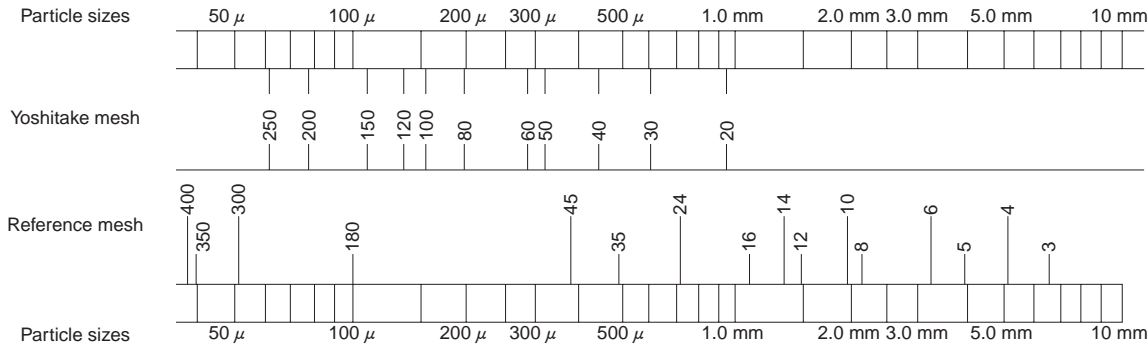 Particle sizes 50 μ 100 μ 200 μ 300 μ 500 μ 1.0 mm 2.0 mm 3.0 mm 5.0 mm 10 mm
Yoshitake mesh 250 200 150 120 100 80 60 50 40 30 20
Reference mesh 400 350 300 180 45 35 24 16 14 12 10 8 6 5 4 3
Particle sizes 50 μ 100 μ 200 μ 300 μ 500 μ 1.0 mm 2.0 mm 3.0 mm 5.0 mm 10 mm